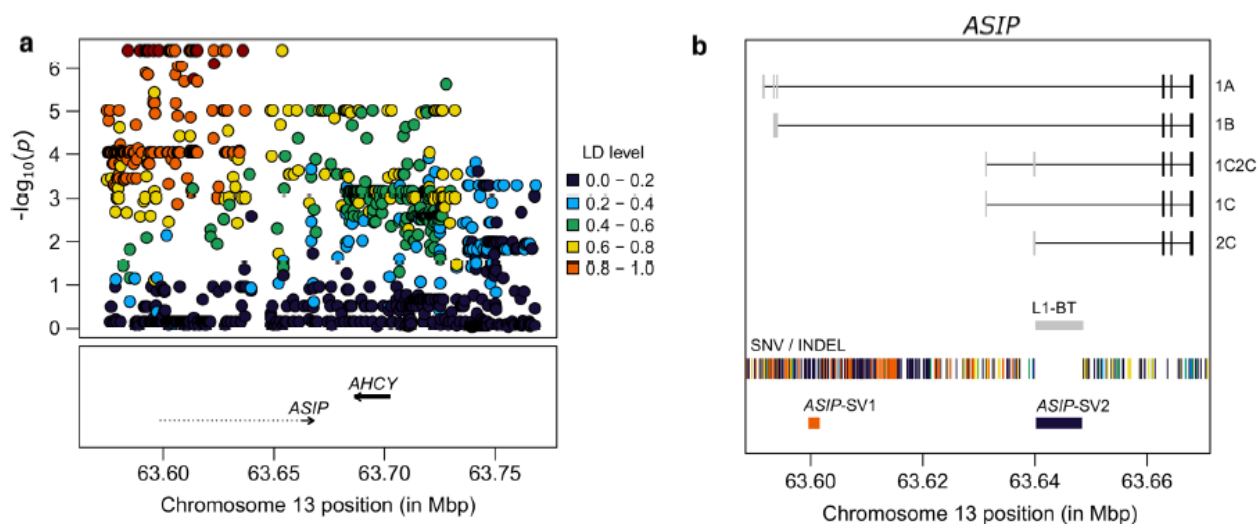 a
-lag10(p)
6
5
4
3
2
1
0
LD level
0.0 – 0.2
0.2 – 0.4
0.4 – 0.6
0.6 – 0.8
0.8 – 1.0
AHCY
ASIP
63.60 63.65 63.70 63.75
Chromosome 13 position (in Mbp)
b
ASIP
1A
1B
1C2C
1C
2C
L1-BT
SNV / INDEL
ASIP-SV1 ASIP-SV2
63.60 63.62 63.64 63.66
Chromosome 13 position (in Mbp)